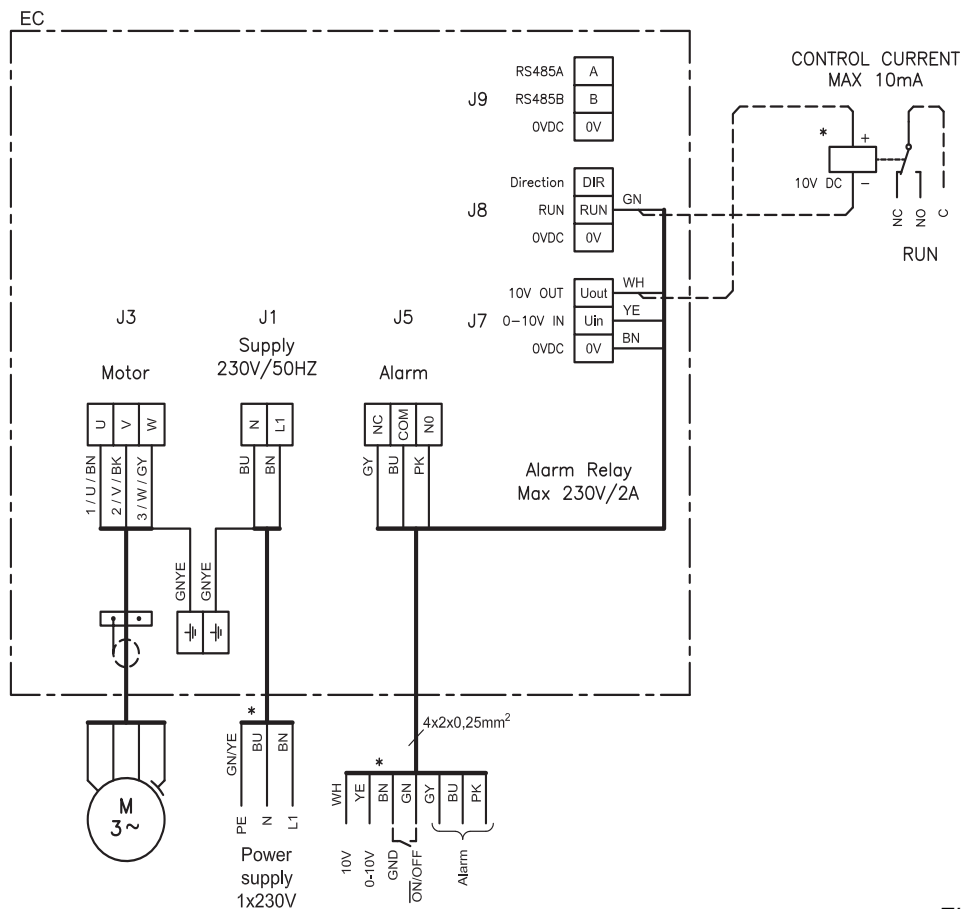 EC
CONTROL CURRENT
MAX 10mA
J9
RS485A A
RS485B B
0VDC 0V
*
+
10V DC
−
NC
NO
C
RUN
J8
Direction DIR
RUN RUN GN
0VDC 0V
J7
10V OUT Uout WH
0-10V IN Uin YE
0VDC 0V BN
J3
Motor
U V W
1 / U / BN
2 / V / BK
3 / W / GY
GNYE
GNYE
J1
Supply
230V/50HZ
N L1
BU
BN
J5
Alarm
NC COM N0
GY
BU
PK
Alarm Relay
Max 230V/2A
M
3~
*
GN/YE
BU
BN
PE
N
L1
Power
supply
1x230V
4x2x0,25mm²
*
WH
YE
BN
GN
GY
BU
PK
10V
0-10V
GND
ON/OFF
Alarm